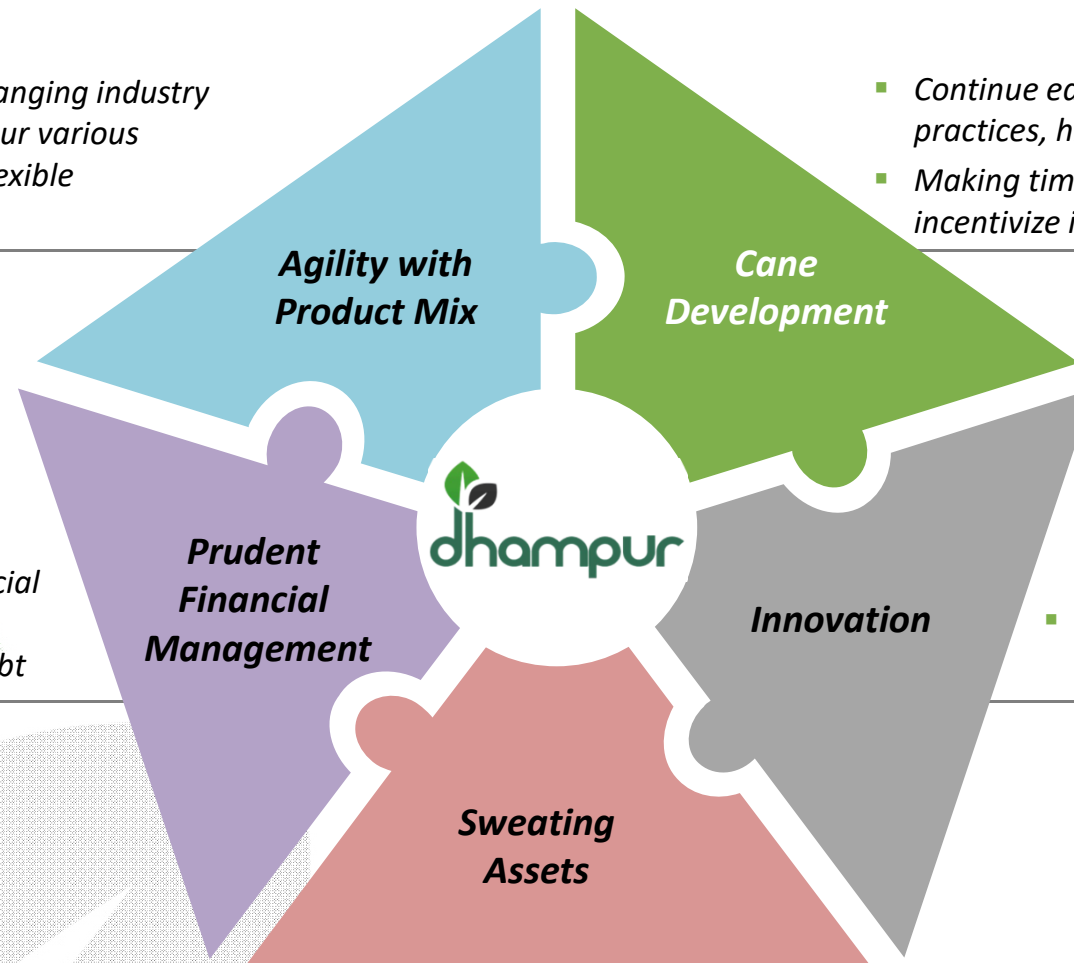 anging industry
ur various
exible
Continue ea
practices, h
Making tim
incentivize i
Agility with
Product Mix
Cane
Development
dhampur
Prudent
Financial
Management
cial
bt
Innovation
Sweating
Assets